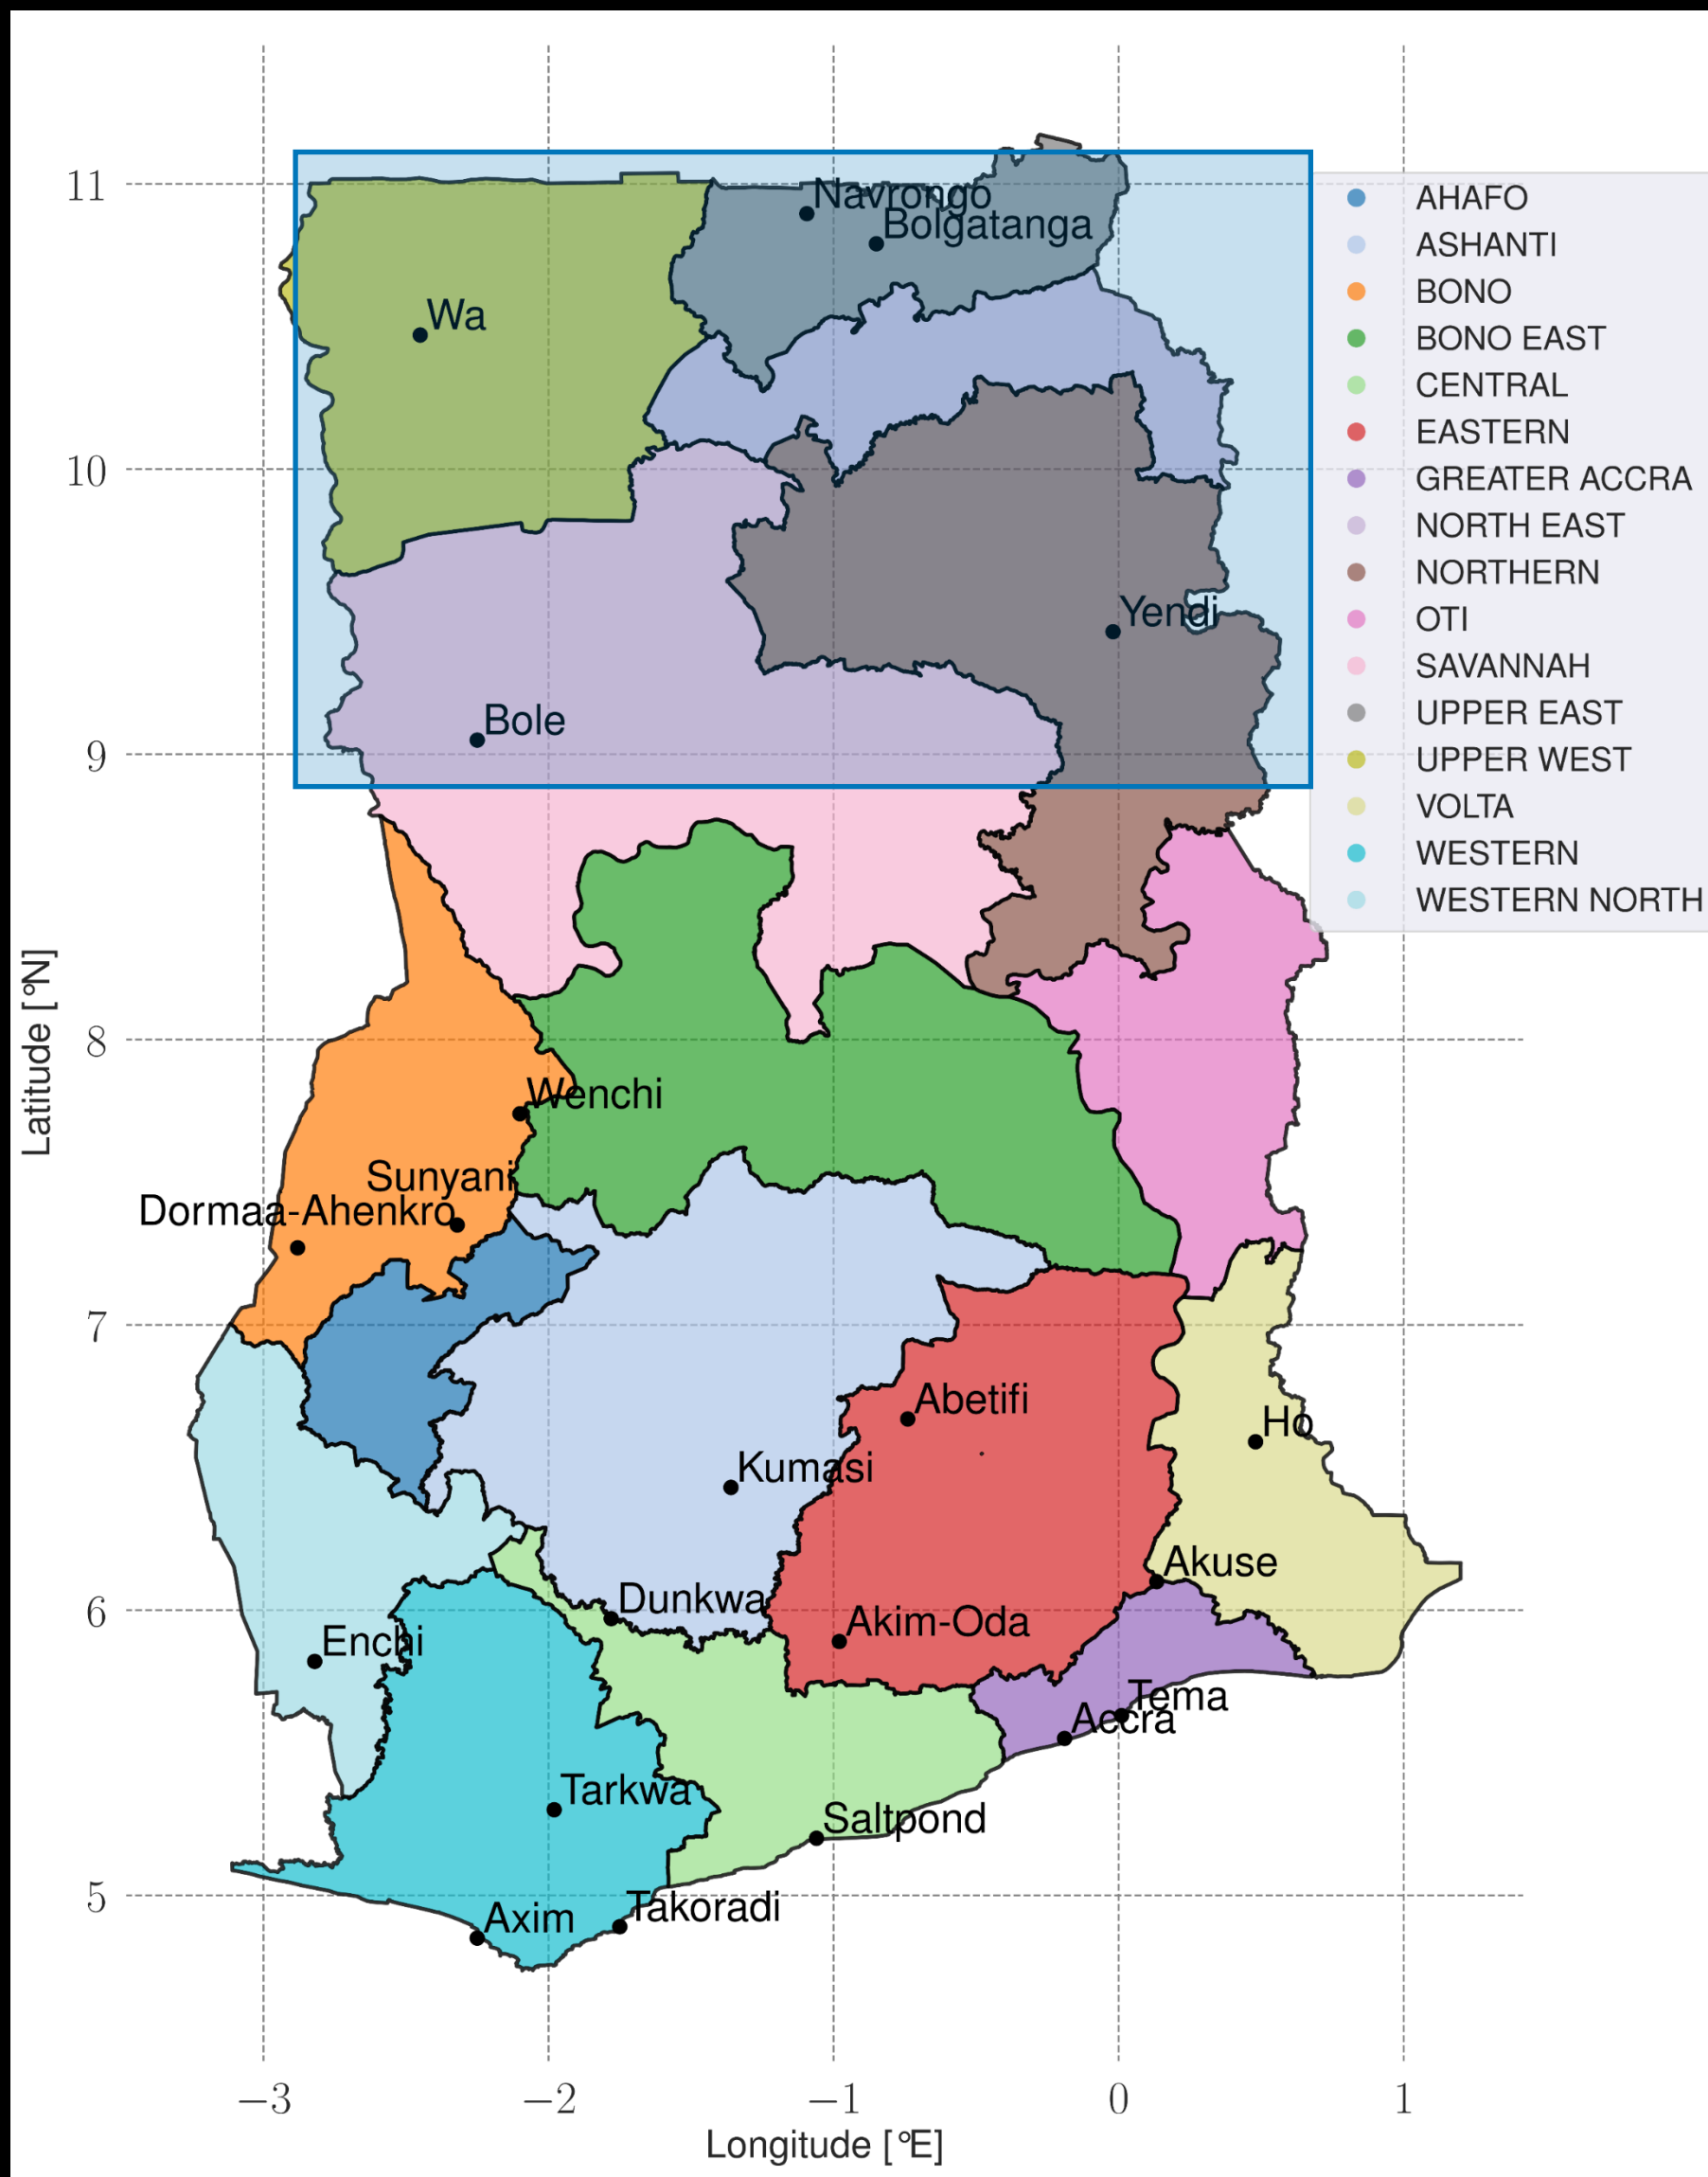 11
10
9
8
7
6
5
Latitude [°N]
−3
−2
−1
0
1
Longitude [°E]
Navrongo
Bolgatanga
Wa
Yendi
Bole
Wenchi
Sunyani
Dormaa-Ahenkro
Abetifi
Ho
Kumasi
Akuse
Dunkwa
Akim-Oda
Enchi
Tema
Accra
Tarkwa
Saltpond
Takoradi
Axim
AHAFO
ASHANTI
BONO
BONO EAST
CENTRAL
EASTERN
GREATER ACCRA
NORTH EAST
NORTHERN
OTI
SAVANNAH
UPPER EAST
UPPER WEST
VOLTA
WESTERN
WESTERN NORTH